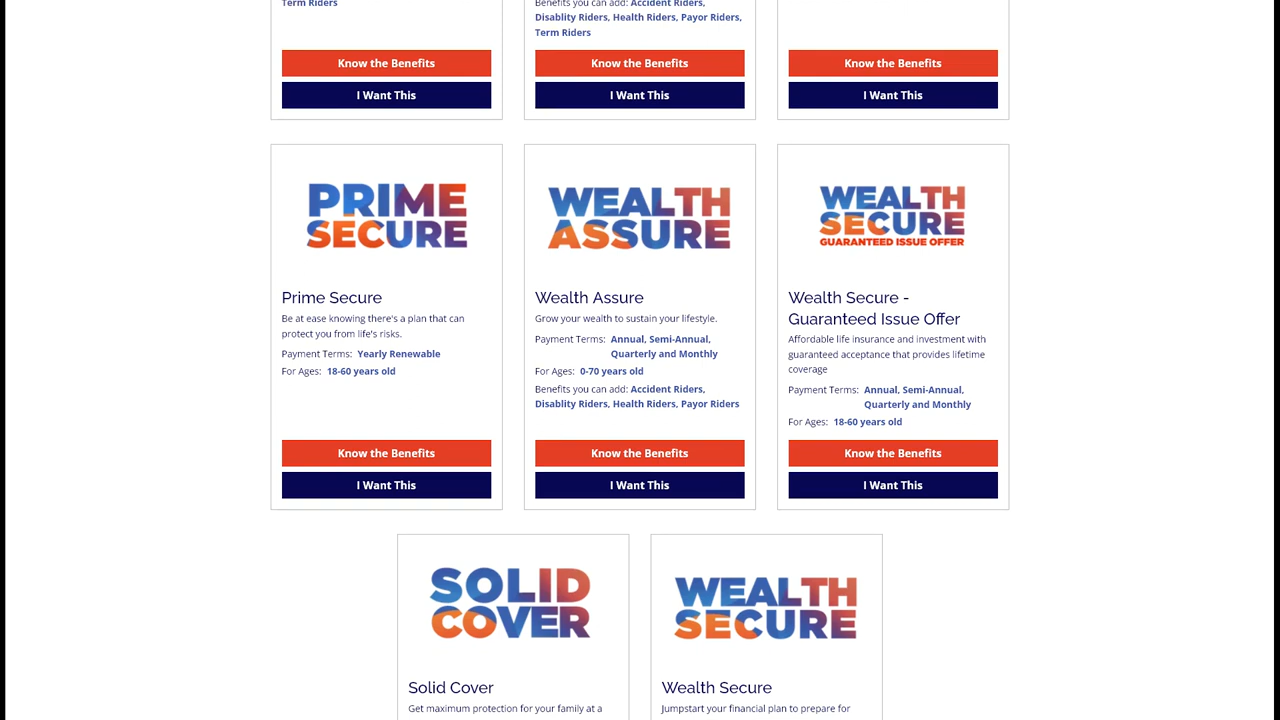 Term Riders
Benefits you can add: Accident Riders,
Disablity Riders, Health Riders, Payor Riders,
Term Riders
Know the Benefits
I Want This
Know the Benefits
I Want This
Know the Benefits
I Want This
PRIME
SECURE
Prime Secure
Be at ease knowing there's a plan that can
protect you from life's risks.
Payment Terms: Yearly Renewable
For Ages: 18-60 years old
Know the Benefits
I Want This
WEALTH
ASSURE
Wealth Assure
Grow your wealth to sustain your lifestyle.
Payment Terms: Annual, Semi-Annual,
Quarterly and Monthly
For Ages: 0-70 years old
Benefits you can add: Accident Riders,
Disablity Riders, Health Riders, Payor Riders
Know the Benefits
I Want This
WEALTH
SECURE
GUARANTEED ISSUE OFFER
Wealth Secure -
Guaranteed Issue Offer
Affordable life insurance and investment with
guaranteed acceptance that provides lifetime
coverage
Payment Terms: Annual, Semi-Annual,
Quarterly and Monthly
For Ages: 18-60 years old
Know the Benefits
I Want This
SOLID
COVER
Solid Cover
Get maximum protection for your family at a
WEALTH
SECURE
Wealth Secure
Jumpstart your financial plan to prepare for